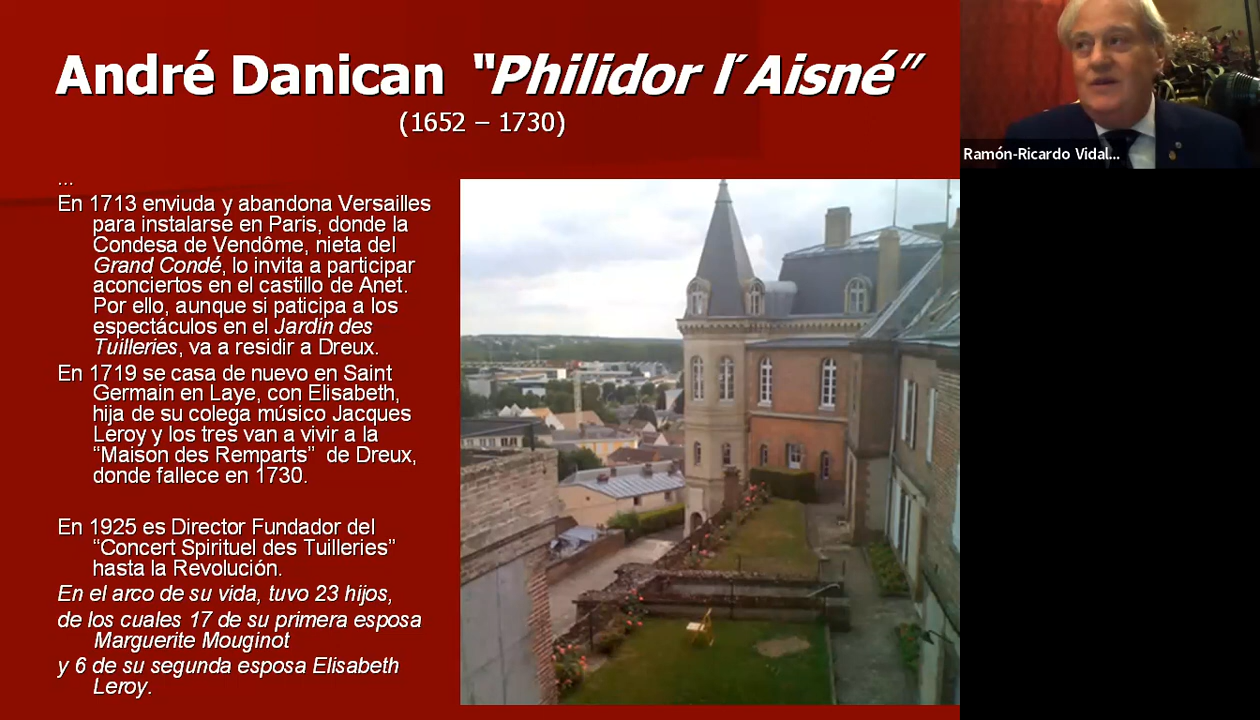 André Danican “Philidor l´Aisné”
(1652 – 1730)
Ramón-Ricardo Vidal...
...
En 1713 enviuda y abandona Versailles
para instalarse en Paris, donde la
Condesa de Vendôme, nieta del
Grand Condé, lo invita a participar
aconciertos en el castillo de Anet.
Por ello, aunque si paticipa a los
espectáculos en el Jardin des
Tuilleries, va a residir a Dreux.
En 1719 se casa de nuevo en Saint
Germain en Laye, con Elisabeth,
hija de su colega músico Jacques
Leroy y los tres van a vivir a la
“Maison des Remparts” de Dreux,
donde fallece en 1730.
En 1925 es Director Fundador del
“Concert Spirituel des Tuilleries”
hasta la Revolución.
En el arco de su vida, tuvo 23 hijos,
de los cuales 17 de su primera esposa
Marguerite Mouginot
y 6 de su segunda esposa Elisabeth
Leroy.